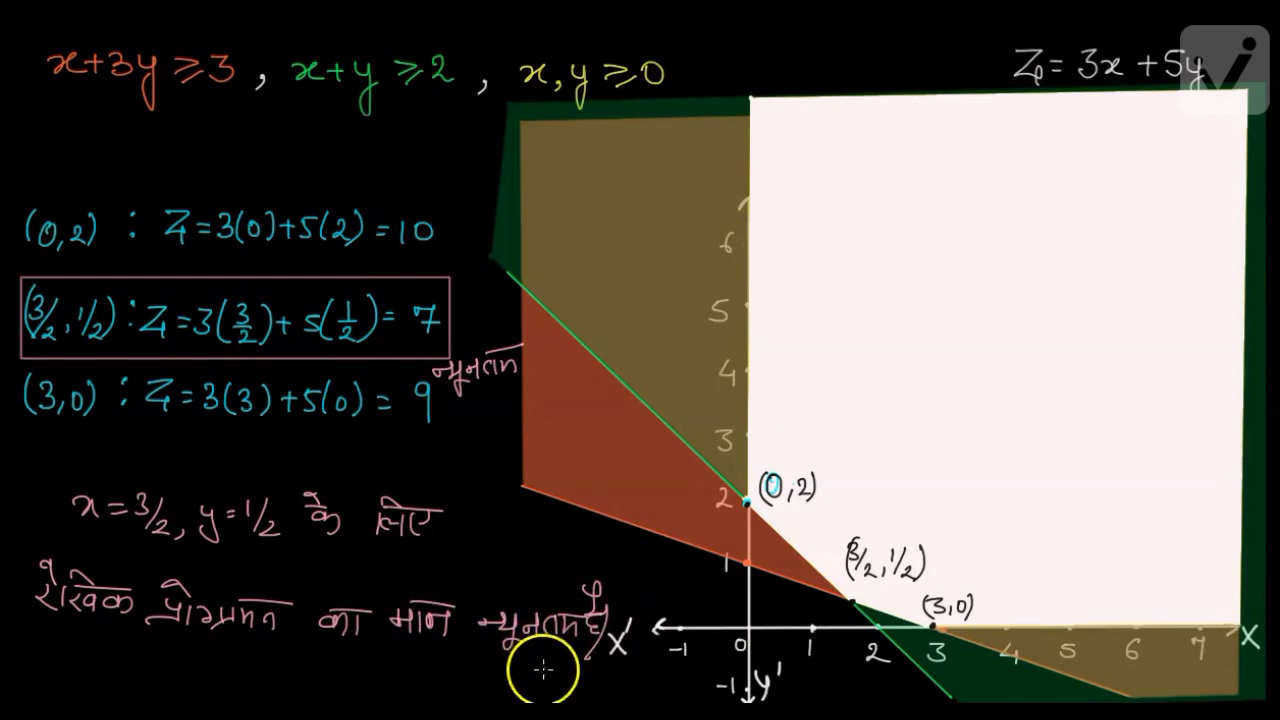 x+3y ≥ 3 , x+y ≥ 2 , x, y ≥ 0
Z = 3x + 5y
(0,2) : Z = 3(0)+5(2) = 10
(3/2, 1/2) : Z = 3(3/2) + 5(1/2) = 7
न्यूनतम
(3,0) : Z = 3(3) + 5(0) = 9
x = 3/2, y = 1/2 के लिए
रैखिक प्रोग्रामन का मान न्यूनतम है
6
5
4
3
2
(0,2)
1
(3/2, 1/2)
(3,0)
X' -1 0 1 2 3 4 5 6 7 X
-1 y'